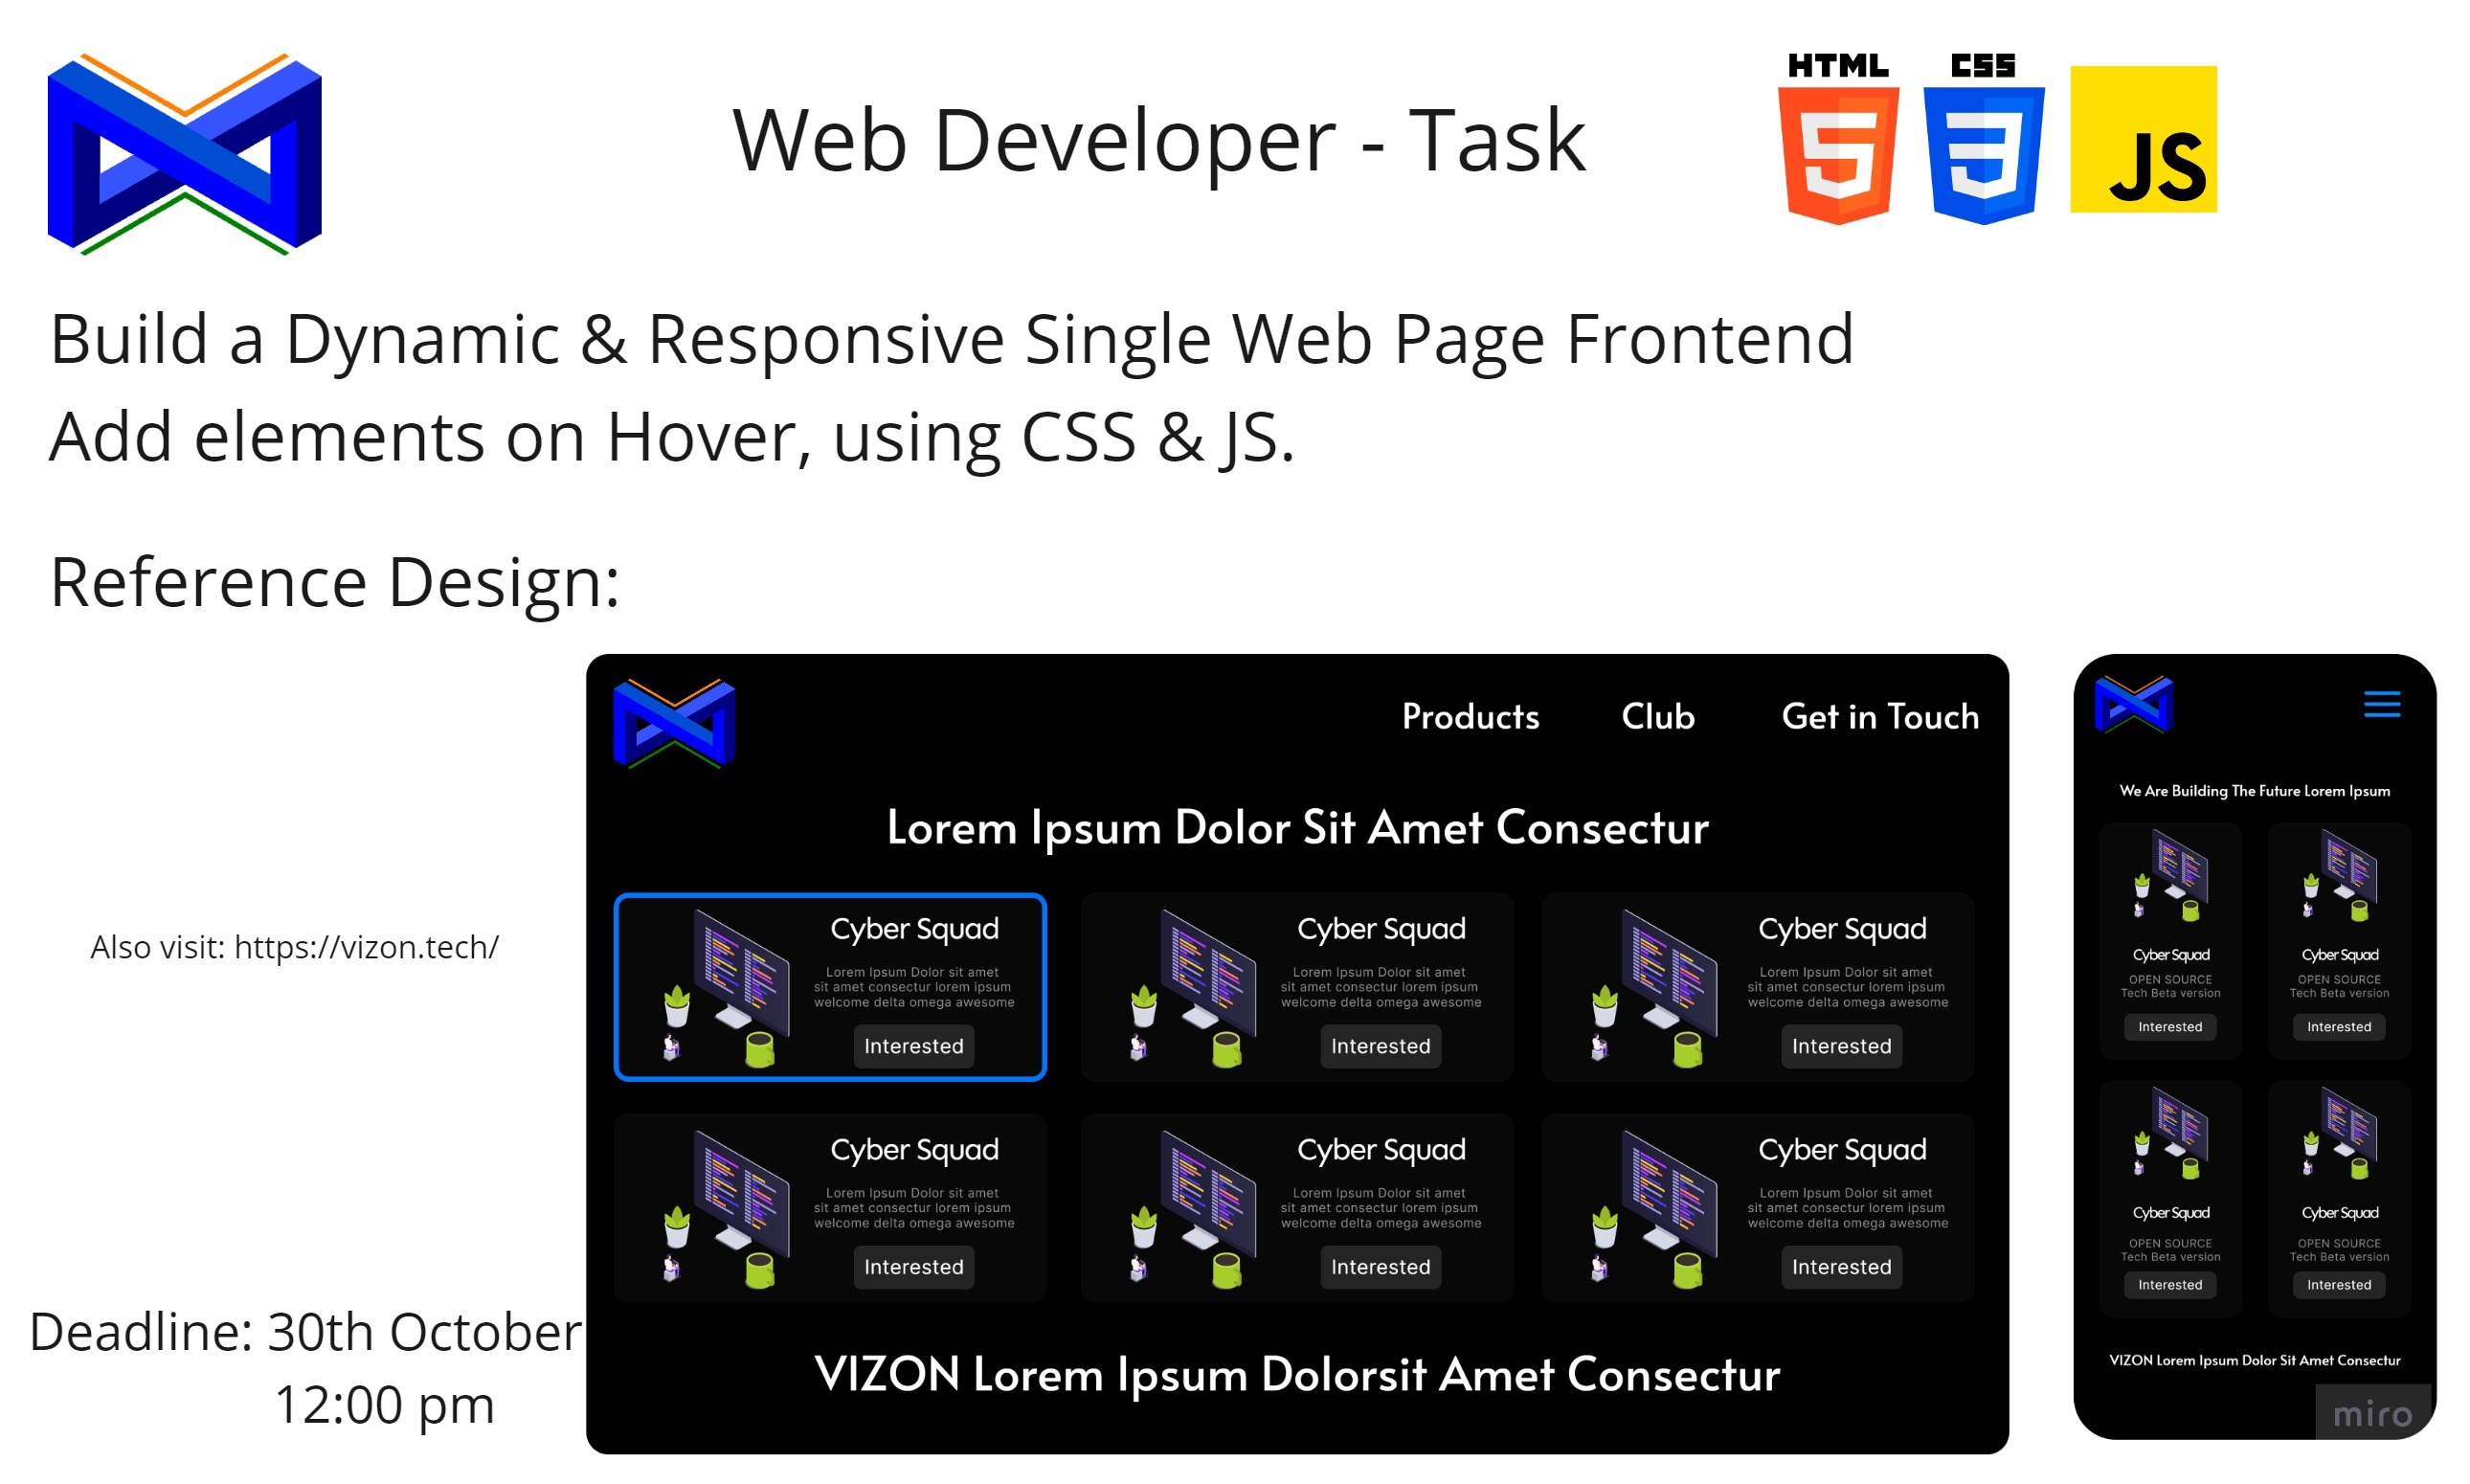 HTML CSS
JS
Web Developer - Task
Build a Dynamic & Responsive Single Web Page Frontend
Add elements on Hover, using CSS & JS.
Reference Design:
Also visit: https://vizon.tech/
Deadline: 30th October
12:00 pm
Products Club Get in Touch
Lorem Ipsum Dolor Sit Amet Consectur
Cyber Squad
Lorem Ipsum Dolor sit amet
sit amet consectur lorem ipsum
welcome delta omega awesome
Interested
Cyber Squad
Lorem Ipsum Dolor sit amet
sit amet consectur lorem ipsum
welcome delta omega awesome
Interested
Cyber Squad
Lorem Ipsum Dolor sit amet
sit amet consectur lorem ipsum
welcome delta omega awesome
Interested
Cyber Squad
Lorem Ipsum Dolor sit amet
sit amet consectur lorem ipsum
welcome delta omega awesome
Interested
Cyber Squad
Lorem Ipsum Dolor sit amet
sit amet consectur lorem ipsum
welcome delta omega awesome
Interested
Cyber Squad
Lorem Ipsum Dolor sit amet
sit amet consectur lorem ipsum
welcome delta omega awesome
Interested
VIZON Lorem Ipsum Dolorsit Amet Consectur
We Are Building The Future Lorem Ipsum
Cyber Squad
OPEN SOURCE
Tech Beta version
Interested
Cyber Squad
OPEN SOURCE
Tech Beta version
Interested
Cyber Squad
OPEN SOURCE
Tech Beta version
Interested
Cyber Squad
OPEN SOURCE
Tech Beta version
Interested
VIZON Lorem Ipsum Dolor Sit Amet Consectur
miro